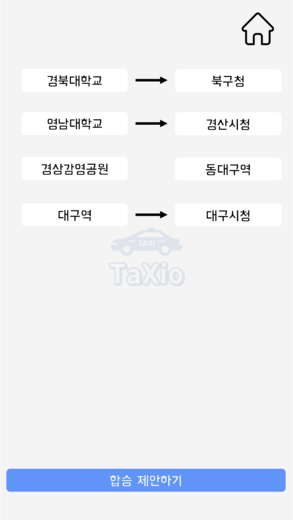 경북대학교 북구청
영남대학교 경산시청
경상감영공원 동대구역
대구역 대구시청
TAXI
TaXio
합승 제안하기